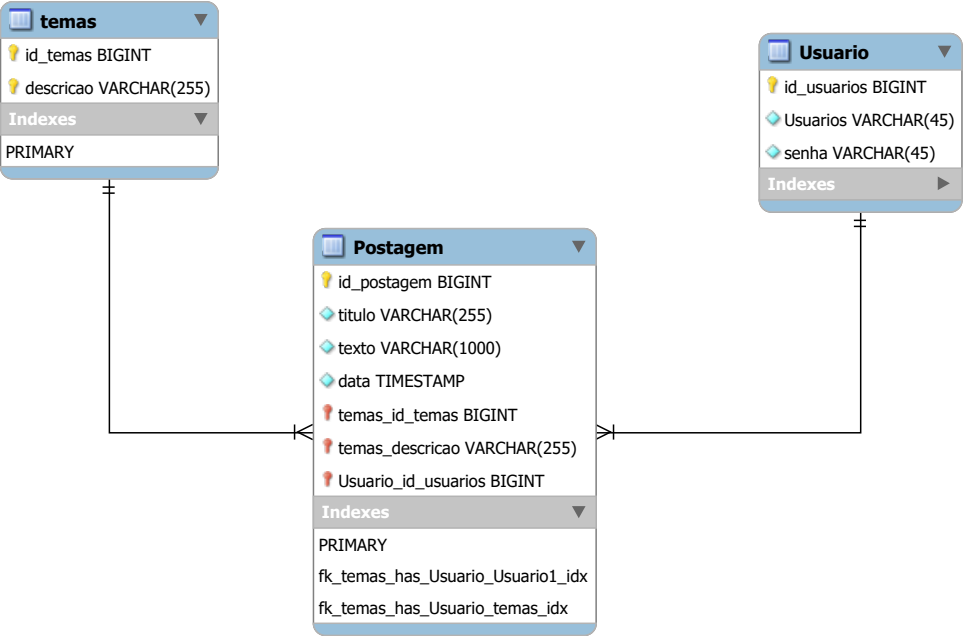 temas
id_temas BIGINT
descricao VARCHAR(255)
Indexes
PRIMARY
Usuario
id_usuarios BIGINT
Usuarios VARCHAR(45)
senha VARCHAR(45)
Indexes
Postagem
id_postagem BIGINT
titulo VARCHAR(255)
texto VARCHAR(1000)
data TIMESTAMP
temas_id_temas BIGINT
temas_descricao VARCHAR(255)
Usuario_id_usuarios BIGINT
Indexes
PRIMARY
fk_temas_has_Usuario_Usuario1_idx
fk_temas_has_Usuario_temas_idx